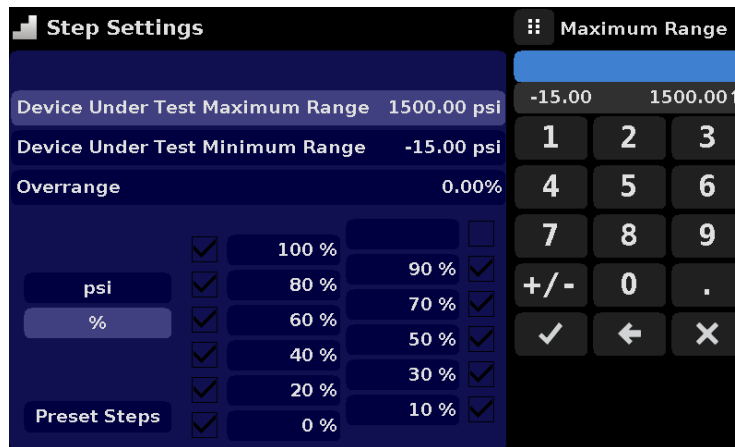 Step Settings
Maximum Range
-15.00 1500.001
Device Under Test Maximum Range 1500.00 psi
Device Under Test Minimum Range -15.00 psi
Overrange 0.00%
psi
%
Preset Steps
100 %
90 %
80 %
70 %
60 %
50 %
40 %
30 %
20 %
10 %
0 %
1 2 3
4 5 6
7 8 9
+/- 0 .